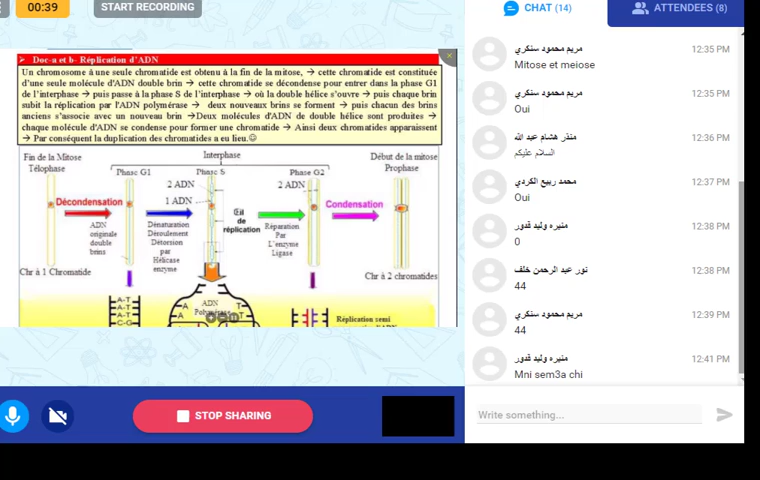 00:39
START RECORDING
CHAT (14)
ATTENDEES (8)
➢ Doc-a et b- Réplication d'ADN
Un chromosome à une seule chromatide est obtenu à la fin de la mitose, → cette chromatide est constituée
d'une seule molécule d'ADN double brin → cette chromatide se décondense pour entrer dans la phase G1
de l'interphase → puis passe à la phase S de l'interphase → où la double hélice s'ouvre → puis chaque brin
subit la réplication par l'ADN polymérase → deux nouveaux brins se forment → puis chacun des brins
anciens s'associe avec un nouveau brin →Deux molécules d'ADN de double hélice sont produites →
chaque molécule d'ADN se condense pour former une chromatide → Ainsi deux chromatides apparaissent
→ Par conséquent la duplication des chromatides a eu lieu.☺
Fin de la Mitose
Télophase
Interphase
Phase G1
Phase S
Phase G2
Début de la mitose
Prophase
2 ADN
1 ADN
2 ADN
Décondensation
Condensation
ADN
originale
double
brins
Dénaturation
Déroulement
Détorsion
par
Hélicase
enzyme
Œil
de
réplication
Réparation
Par
L'enzyme
Ligase
Chr à 1 Chromatide
Chr à 2 chromatides
A-T
A-T
A-T
C-G
ADN
Polymérase
A
A
T
T
Réplication semi
STOP SHARING
مريم محمود سنكري
12:35 PM
Mitose et meiose
مريم محمود سنكري
12:35 PM
Oui
منذر هشام عبد الله
12:36 PM
السلام عليكم
محمد ربيع الكردي
12:37 PM
Oui
منيره وليد قدور
12:38 PM
0
نور عبد الرحمن خلف
12:38 PM
44
مريم محمود سنكري
12:39 PM
44
منيره وليد قدور
12:41 PM
Mni sem3a chi
Write something...